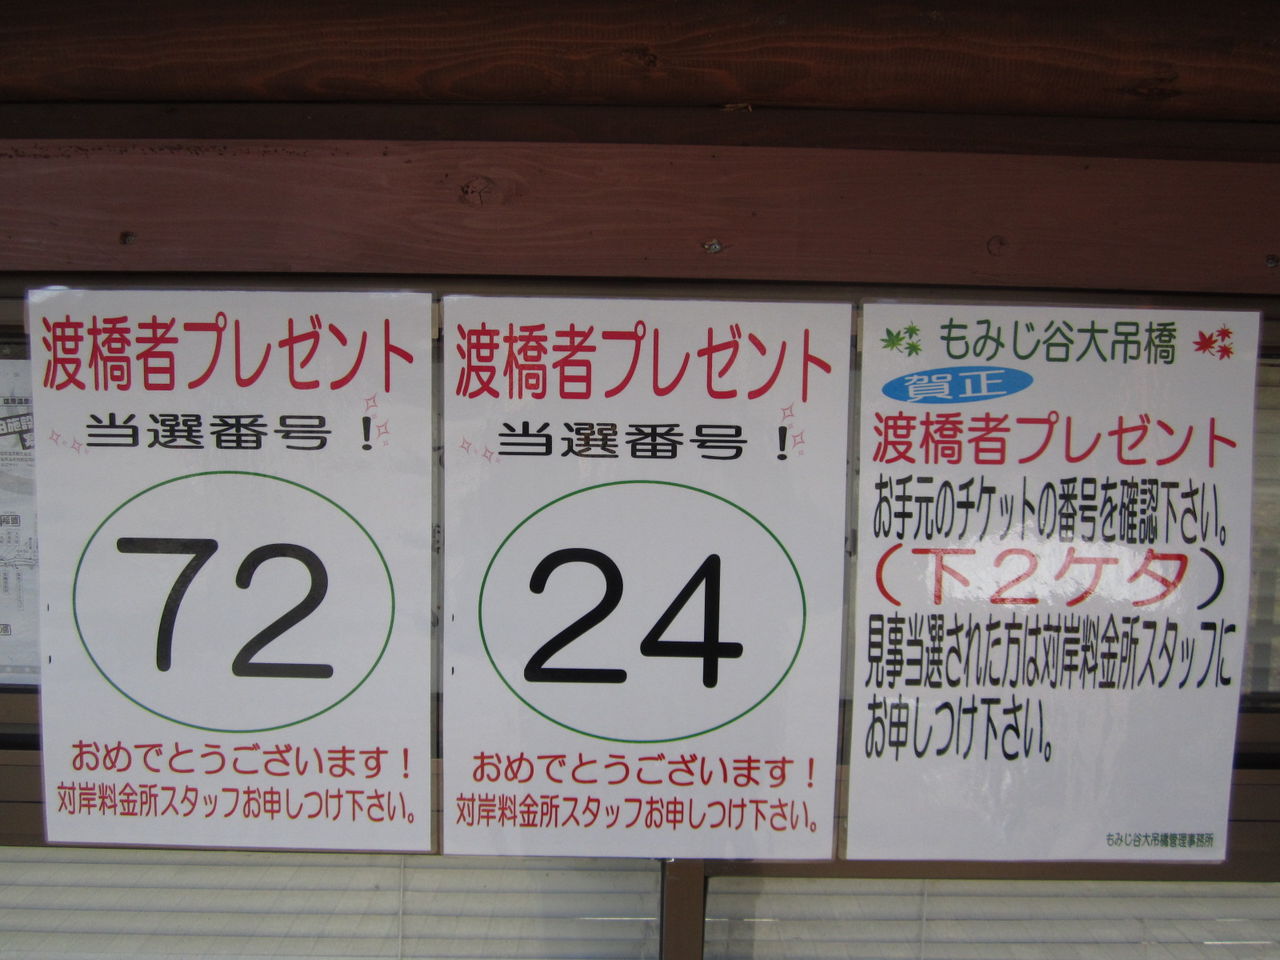 渡橋者プレゼント
当選番号！
72
おめでとうございます！
対岸料金所スタッフお申しつけ下さい。
渡橋者プレゼント
当選番号！
24
おめでとうございます！
対岸料金所スタッフお申しつけ下さい。
もみじ谷大吊橋
賀正
渡橋者プレゼント
お手元のチケットの番号を確認下さい。
（下２ケタ）
見事当選された方は対岸料金所スタッフに
お申しつけ下さい。
もみじ谷大吊橋管理事務所